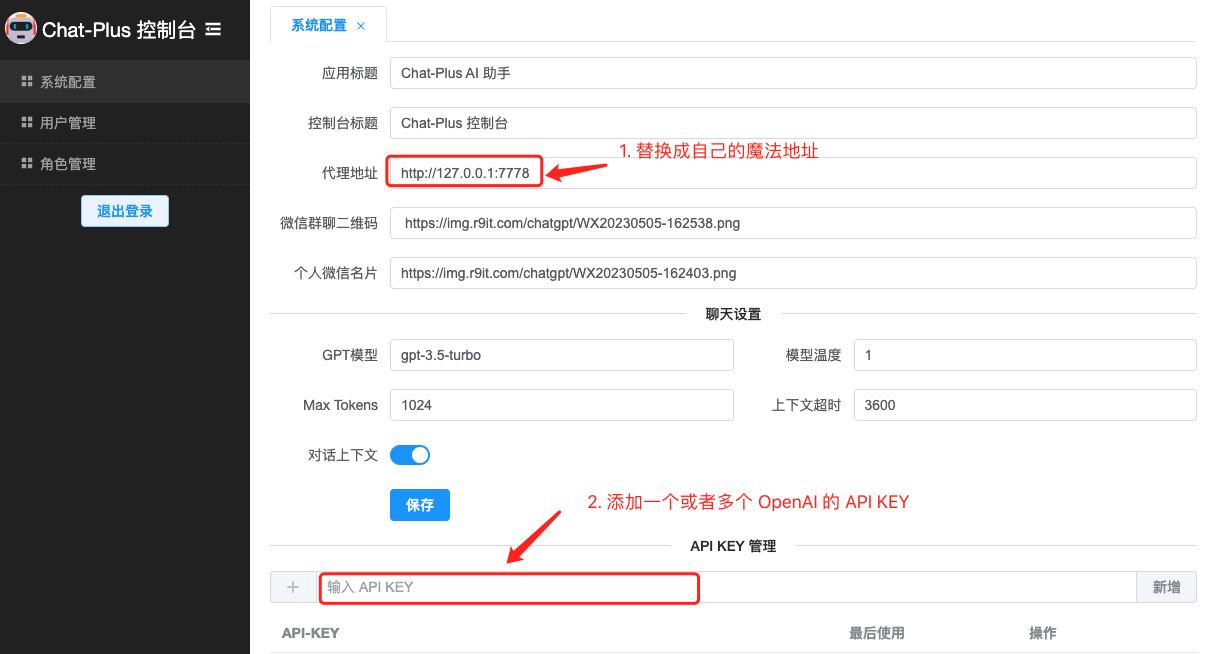 Chat-Plus 控制台
系统配置
用户管理
角色管理
退出登录
系统配置 ×
应用标题 Chat-Plus AI 助手
控制台标题 Chat-Plus 控制台
1. 替换成自己的魔法地址
代理地址 http://127.0.0.1:7778
微信群聊二维码 https://img.r9it.com/chatgpt/WX20230505-162538.png
个人微信名片 https://img.r9it.com/chatgpt/WX20230505-162403.png
聊天设置
GPT模型 gpt-3.5-turbo 模型温度 1
Max Tokens 1024 上下文超时 3600
对话上下文
保存
2. 添加一个或者多个 OpenAI 的 API KEY
API KEY 管理
+ 输入 API KEY 新增
API-KEY 最后使用 操作